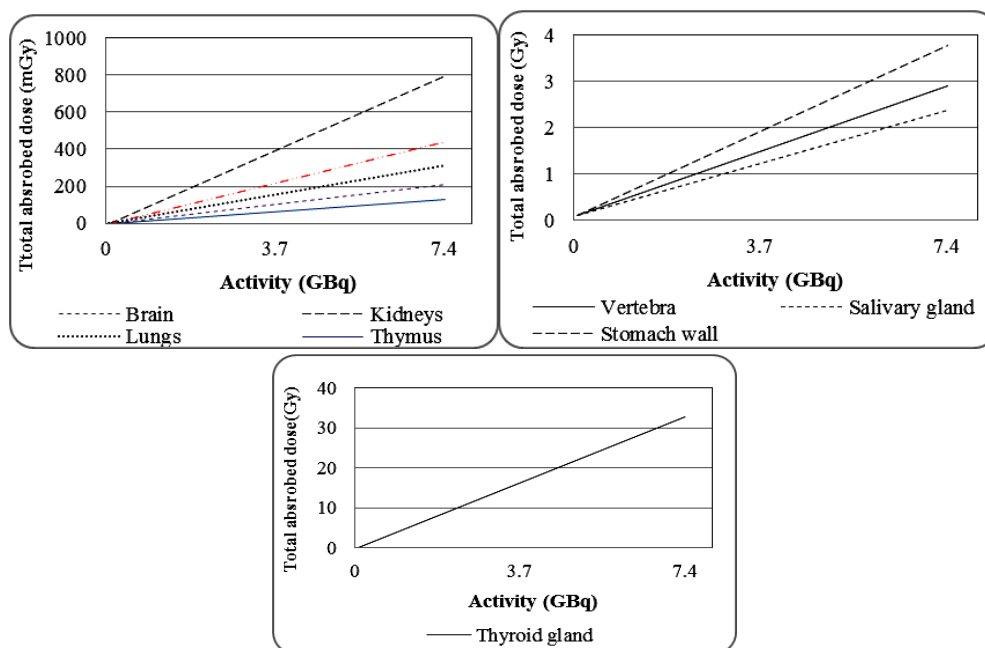 Ttotal absrobed dose (mGy)
1000
800
600
400
200
0
0 3.7 7.4
Activity (GBq)
Brain Kidneys
Lungs Thymus
Total absrobed dose (Gy)
4
3
2
1
0
0 3.7 7.4
Activity (GBq)
Vertebra Salivary gland
Stomach wall
Total absrobed dose(Gy)
40
30
20
10
0
0 3.7 7.4
Activity (GBq)
Thyroid gland